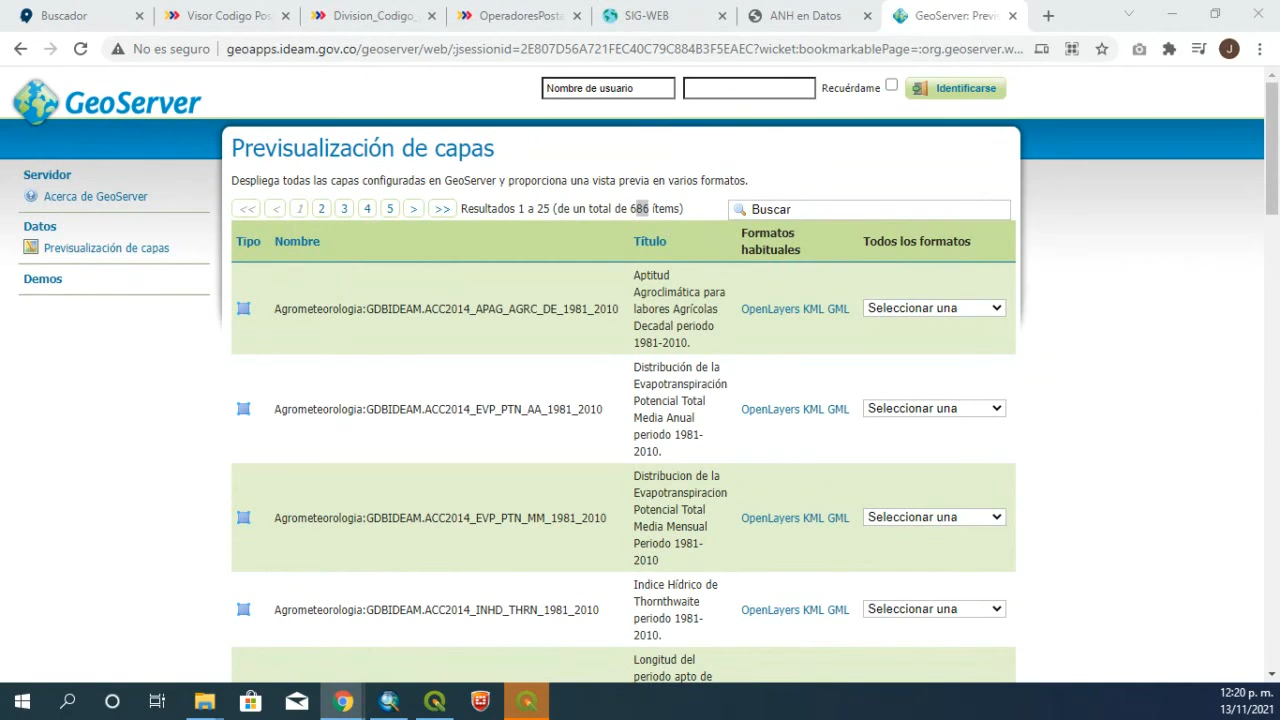 Buscador
Visor Codigo Pos
Division_Codigo_
OperadoresPosta
SIG-WEB
ANH en Datos
GeoServer: Previs
No es seguro
geoapps.ideam.gov.co/geoserver/web/;jsessionid=2E807D56A721FEC40C79C884B3F5EAEC?wicket:bookmarkablePage=:org.geoserver.w...
J
GeoServer
Nombre de usuario
Recuérdame
Identificarse
Servidor
Acerca de GeoServer
Datos
Previsualización de capas
Demos
Previsualización de capas
Despliega todas las capas configuradas en GeoServer y proporciona una vista previa en varios formatos.
<< < 1 2 3 4 5 > >> Resultados 1 a 25 (de un total de 686 ítems)
Buscar
Tipo Nombre Título Formatos habituales Todos los formatos
Agrometeorologia:GDBIDEAM.ACC2014_APAG_AGRC_DE_1981_2010
Aptitud
Agroclimática para
labores Agrícolas
Decadal periodo
1981-2010.
OpenLayers KML GML
Seleccionar una
Agrometeorologia:GDBIDEAM.ACC2014_EVP_PTN_AA_1981_2010
Distribución de la
Evapotranspiración
Potencial Total
Media Anual
periodo 1981-
2010.
OpenLayers KML GML
Seleccionar una
Agrometeorologia:GDBIDEAM.ACC2014_EVP_PTN_MM_1981_2010
Distribucion de la
Evapotranspiracion
Potencial Total
Media Mensual
Periodo 1981-
2010
OpenLayers KML GML
Seleccionar una
Agrometeorologia:GDBIDEAM.ACC2014_INHD_THRN_1981_2010
Indice Hídrico de
Thornthwaite
periodo 1981-
2010.
OpenLayers KML GML
Seleccionar una
Longitud del
periodo apto de
12:20 p. m.
13/11/2021